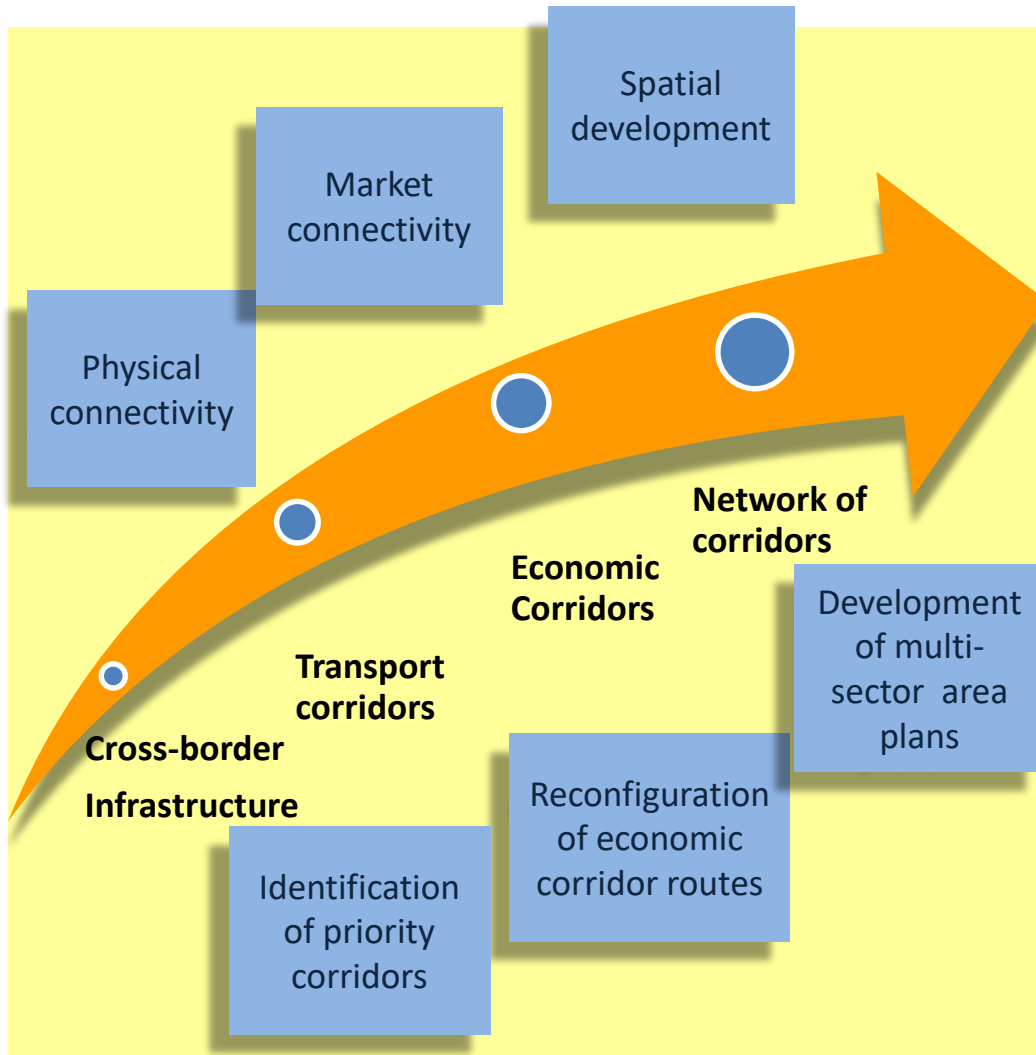 Spatial
development
Market
connectivity
Physical
connectivity
Network of
corridors
Economic
Corridors
Transport
corridors
Cross-border
Infrastructure
Development
of multi-
sector area
plans
Reconfiguration
of economic
corridor routes
Identification
of priority
corridors